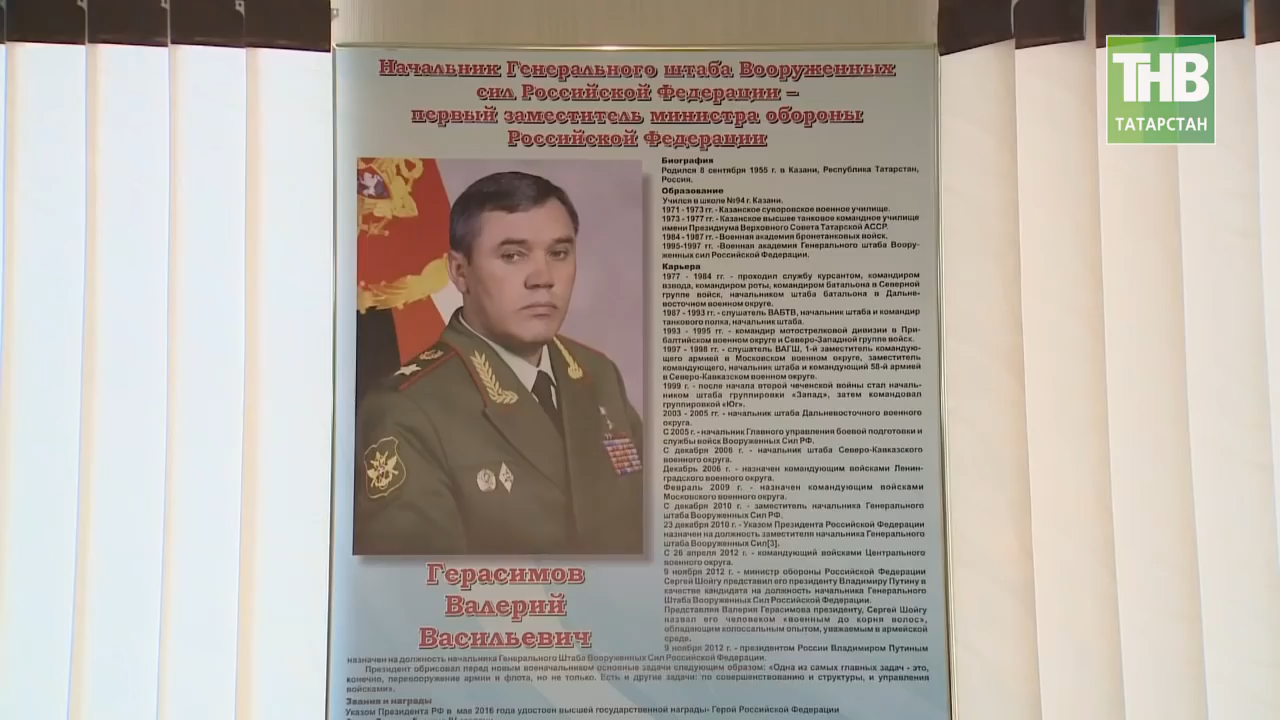 ТНВ
ТАТАРСТАН
Начальник Генерального штаба Вооруженных
сил Российской Федерации –
первый заместитель министра обороны
Российской Федерации
Биография
Родился 8 сентября 1955 г. в Казани, Республика Татарстан,
Россия.
Образование
Учился в школе №94 г. Казани.
1971 - 1973 гг. - Казанское суворовское военное училище.
1973 - 1977 гг. - Казанское высшее танковое командное училище
имени Президиума Верховного Совета Татарской АССР.
1984 - 1987 гг. - Военная академия бронетанковых войск.
1995-1997 гг. -Военная академия Генерального штаба Воору-
женных сил Российской Федерации.
Карьера
1977 - 1984 гг. - проходил службу курсантом, командиром
взвода, командиром роты, командиром батальона в Северной
группе войск, начальником штаба батальона в Дальне-
восточном военном округе.
1987 - 1993 гг. - слушатель ВАБТВ, начальник штаба и командир
танкового полка, начальник штаба.
1993 - 1995 гг. - командир мотострелковой дивизии в При-
балтийском военном округе и Северо-Западной группе войск.
1997 - 1998 гг. - слушатель ВАГШ, 1-й заместитель командую-
щего армией в Московском военном округе, заместитель
командующего, начальник штаба и командующий 58-й армией
в Северо-Кавказском военном округе.
1999 г. - после начала второй чеченской войны стал началь-
ником штаба группировки «Запад», затем командовал
группировкой «Юг».
2003 - 2005 гг. - начальник штаба Дальневосточного военного
округа.
С 2005 г. - начальник Главного управления боевой подготовки и
службы войск Вооруженных Сил РФ.
С декабря 2006 г. - начальник штаба Северо-Кавказского
военного округа.
Декабрь 2006 г. - назначен командующим войсками Ленин-
градского военного округа.
Февраль 2009 г. - назначен командующим войсками
Московского военного округа.
С декабря 2010 г. - заместитель начальника Генерального
штаба Вооруженных Сил РФ.
23 декабря 2010 г. - Указом Президента Российской Федерации
назначен на должность заместителя начальника Генерального
штаба Вооруженных Сил[3].
С 26 апреля 2012 г. - командующий войсками Центрального
военного округа.
9 ноября 2012 г. - министр обороны Российской Федерации
Сергей Шойгу представил его президенту Владимиру Путину в
качестве кандидата на должность начальника Генерального
Штаба Вооруженных Сил Российской Федерации.
Представляя Валерия Герасимова президенту, Сергей Шойгу
назвал его человеком «военным до корня волос»,
обладающим колоссальным опытом, уважаемым в армейской
среде.
9 ноября 2012 г. - президентом России Владимиром Путиным
Герасимов
Валерий
Васильевич
назначен на должность начальника Генерального Штаба Вооруженных Сил Российской Федерации.
Президент обрисовал перед новым военачальником основные задачи следующим образом: «Одна из самых главных задач - это,
конечно, перевооружение армии и флота, но не только. Есть и другие задачи: по совершенствованию и структуры, и управления
войсками».
Звания и награды
Указом Президента РФ в мае 2016 года удостоен высшей государственной награды- Герой Российской Федерации